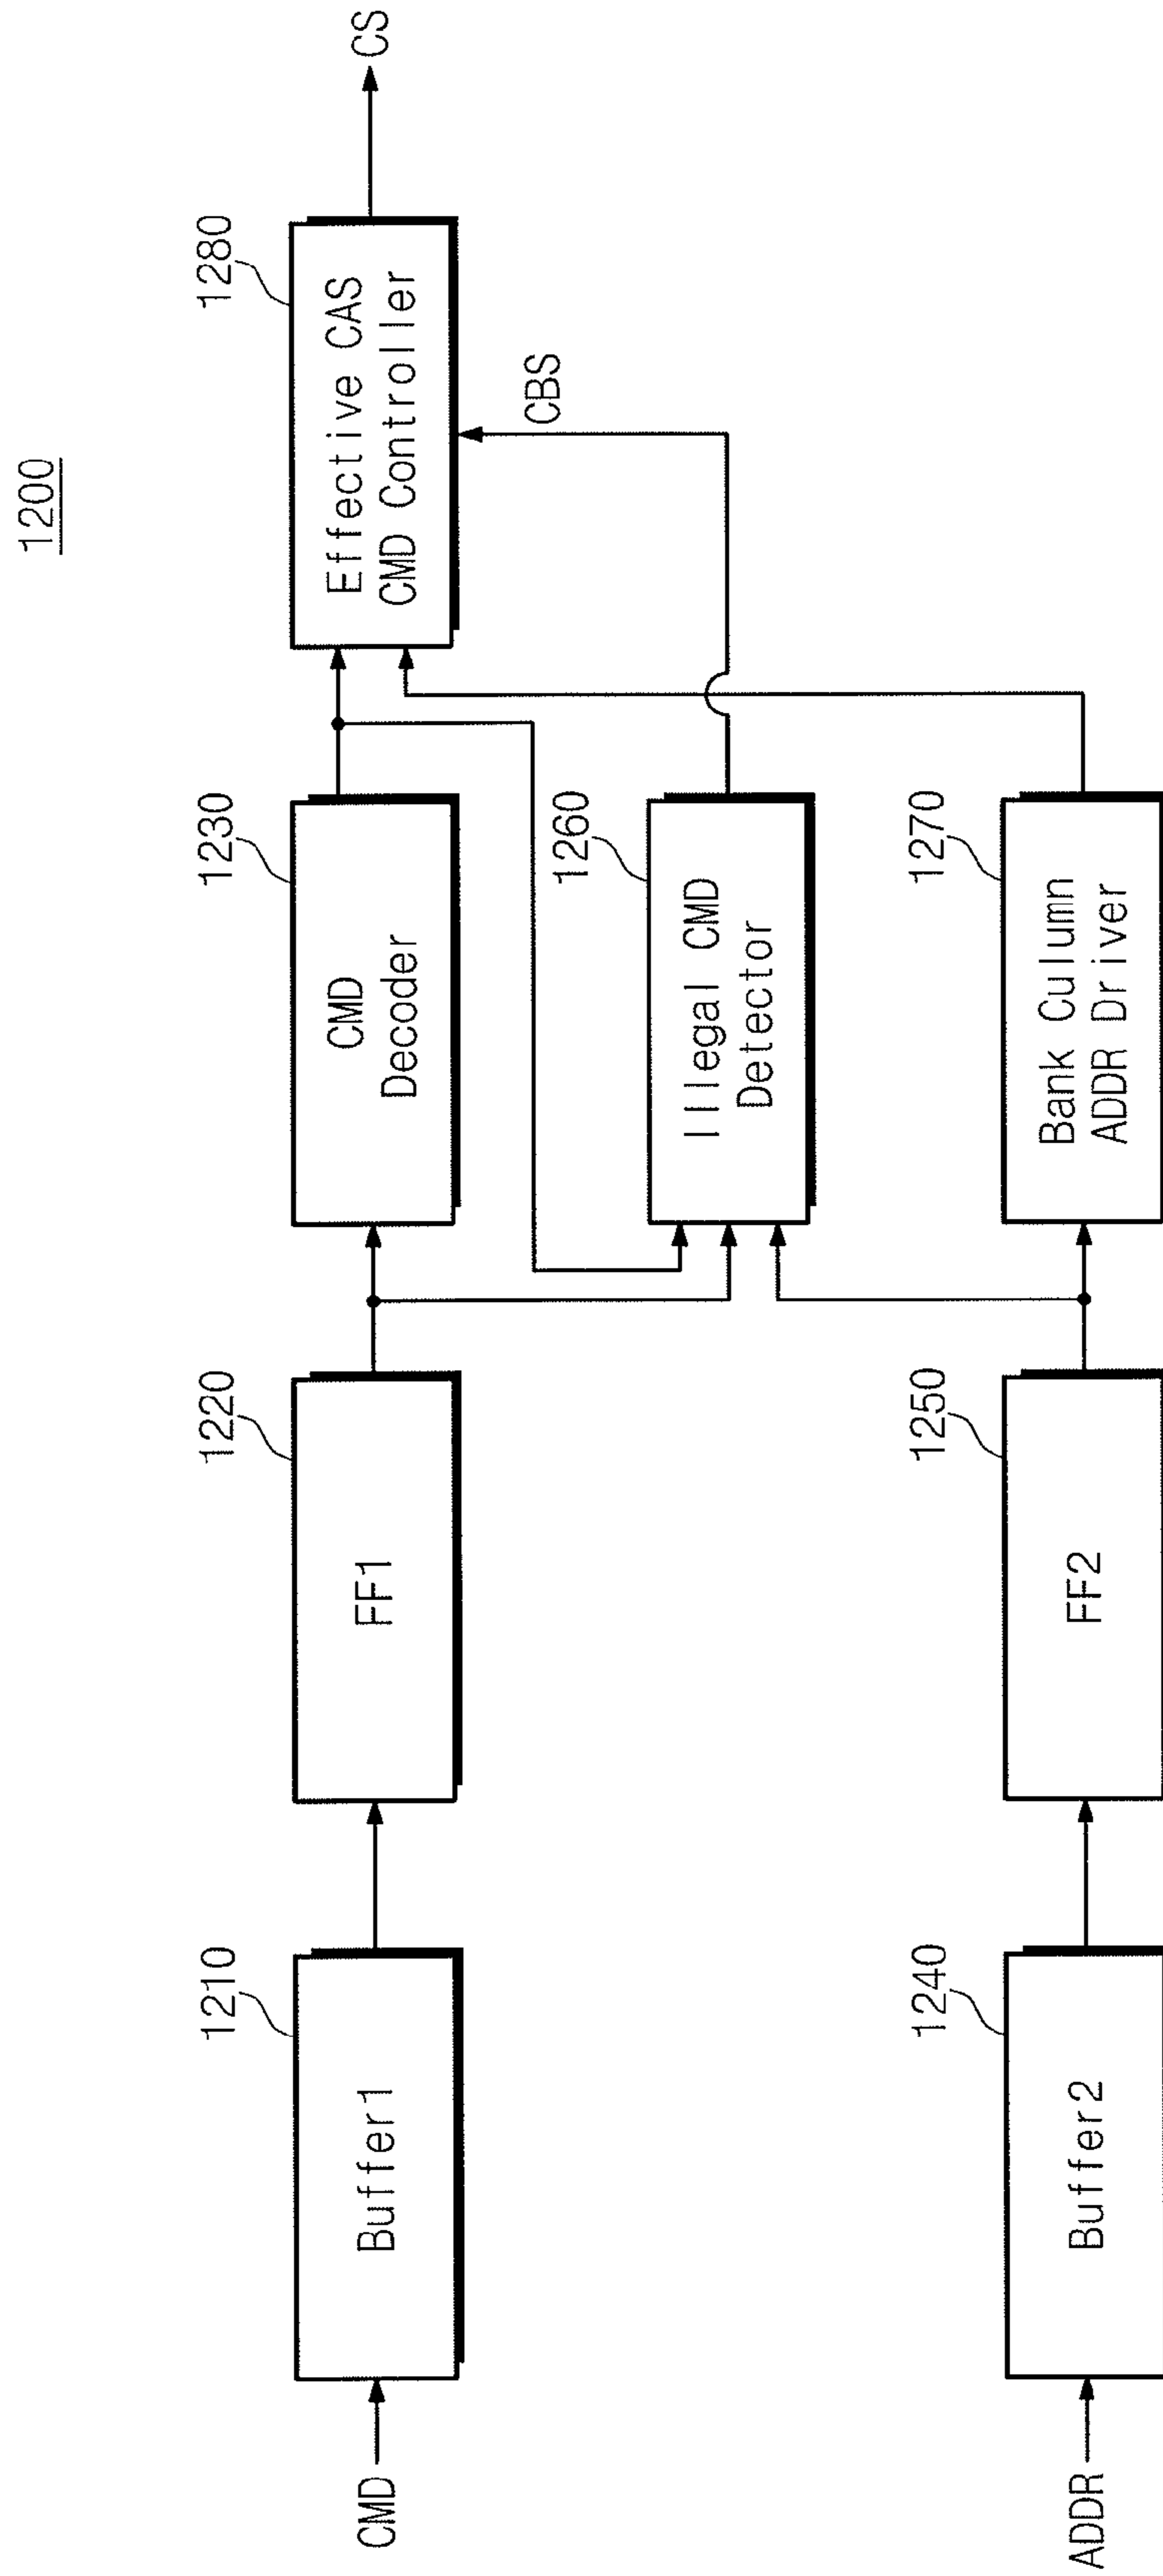 1200
1210
Buffer1
1220
FF1
1230
CMD
Decoder
1280
Effective CAS
CMD Controller
CMD
CS
1260
Illegal CMD
Detector
CBS
1240
Buffer2
1250
FF2
1270
Bank Culumn
ADDR Driver
ADDR